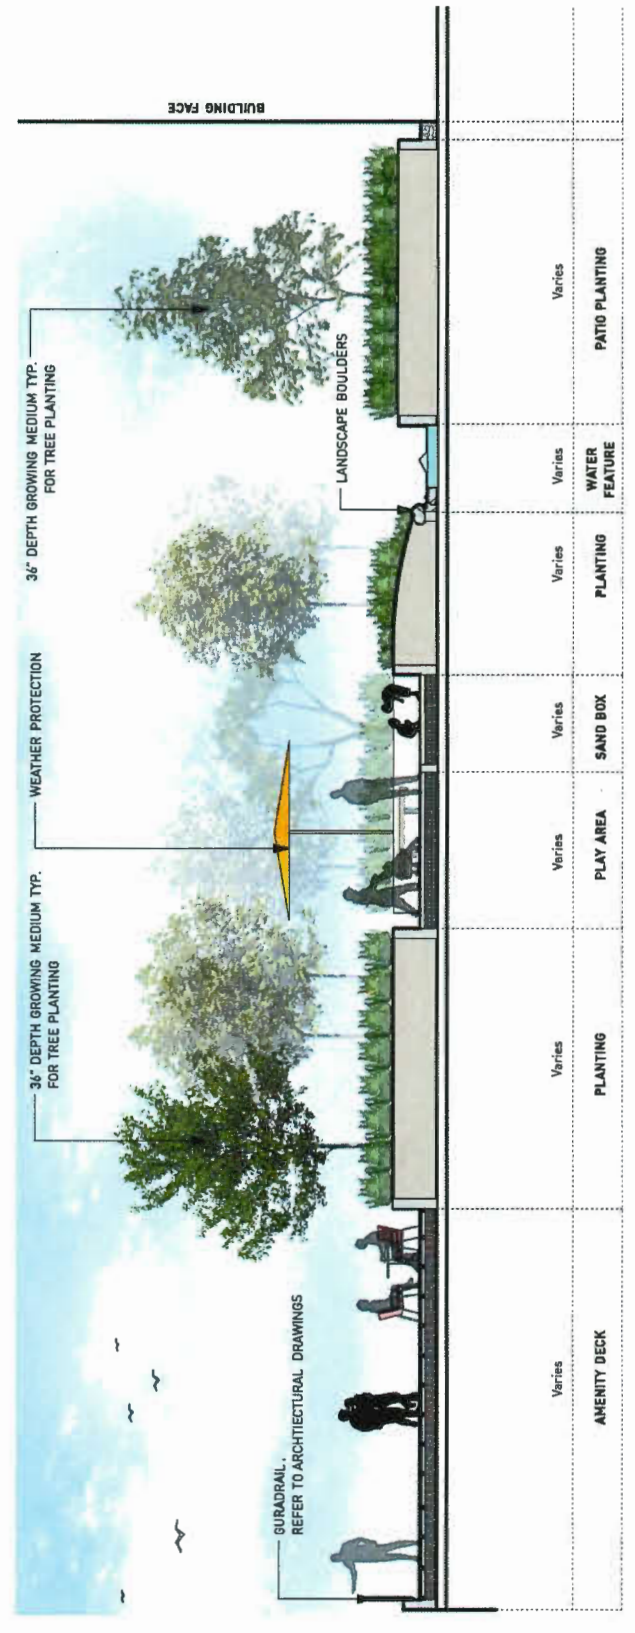 GURADRAIL.
REFER TO ARCHTIECTURAL DRAWINGS
36" DEPTH GROWING MEDIUM TYP.
FOR TREE PLANTING
WEATHER PROTECTION
36" DEPTH GROWING MEDIUM TYP.
FOR TREE PLANTING
LANDSCAPE BOULDERS
BUILDING FACE
Varies
Varies
Varies
Varies
Varies
Varies
Varies
AMENITY DECK
PLANTING
PLAY AREA
SAND BOX
PLANTING
WATER
FEATURE
PATIO PLANTING